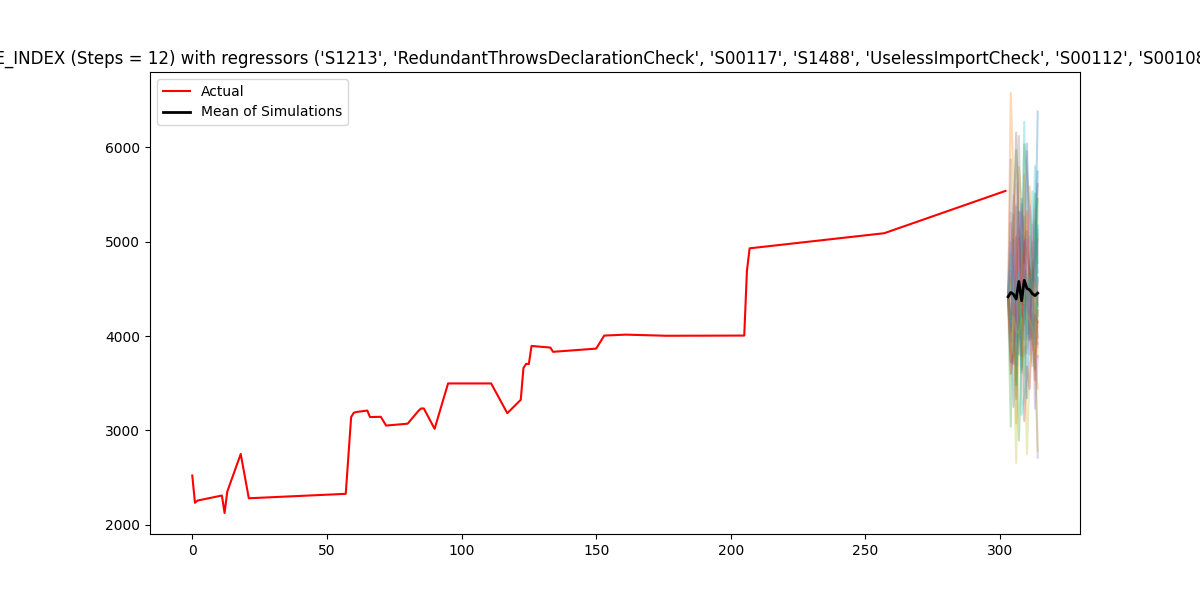 E_INDEX (Steps = 12) with regressors ('S1213', 'RedundantThrowsDeclarationCheck', 'S00117', 'S1488', 'UselessImportCheck', 'S00112', 'S00108
Actual
Mean of Simulations
6000
5000
4000
3000
2000
0 50 100 150 200 250 300